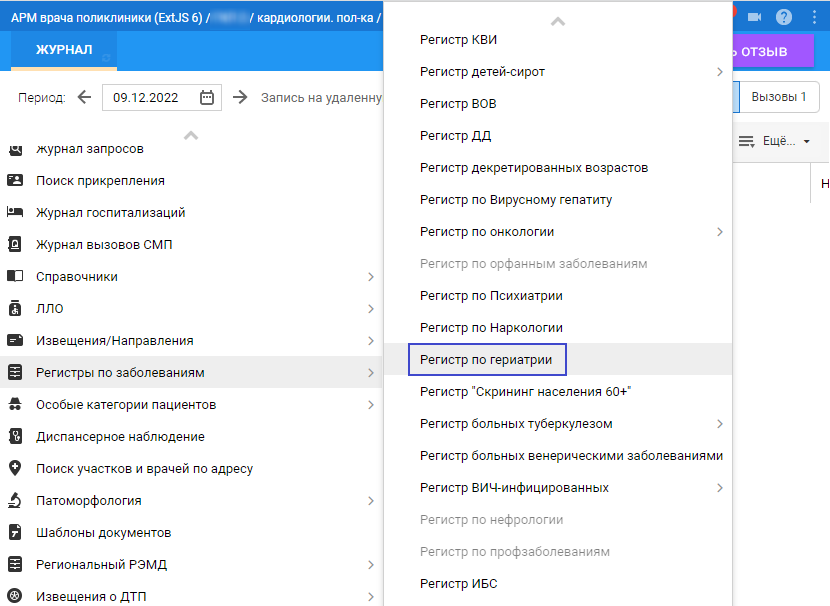 АРМ врача поликлиники (ExtJS 6) / / кардиологии. пол-ка /
ЖУРНАЛ
ОТЗЫВ
Период:
09.12.2022
Запись на удаленну
Вызовы 1
Ещё...
Н
Журнал запросов
Поиск прикрепления
Журнал госпитализаций
Журнал вызовов СМП
Справочники
ЛЛО
Извещения/Направления
Регистры по заболеваниям
Особые категории пациентов
Диспансерное наблюдение
Поиск участков и врачей по адресу
Патоморфология
Шаблоны документов
Региональный РЭМД
Извещения о ДТП
Регистр КВИ
Регистр детей-сирот
Регистр ВОВ
Регистр ДД
Регистр декретированных возрастов
Регистр по Вирусному гепатиту
Регистр по онкологии
Регистр по орфанным заболеваниям
Регистр по Психиатрии
Регистр по Наркологии
Регистр по гериатрии
Регистр "Скрининг населения 60+"
Регистр больных туберкулезом
Регистр больных венерическими заболеваниями
Регистр ВИЧ-инфицированных
Регистр по нефрологии
Регистр по профзаболеваниям
Регистр ИБС